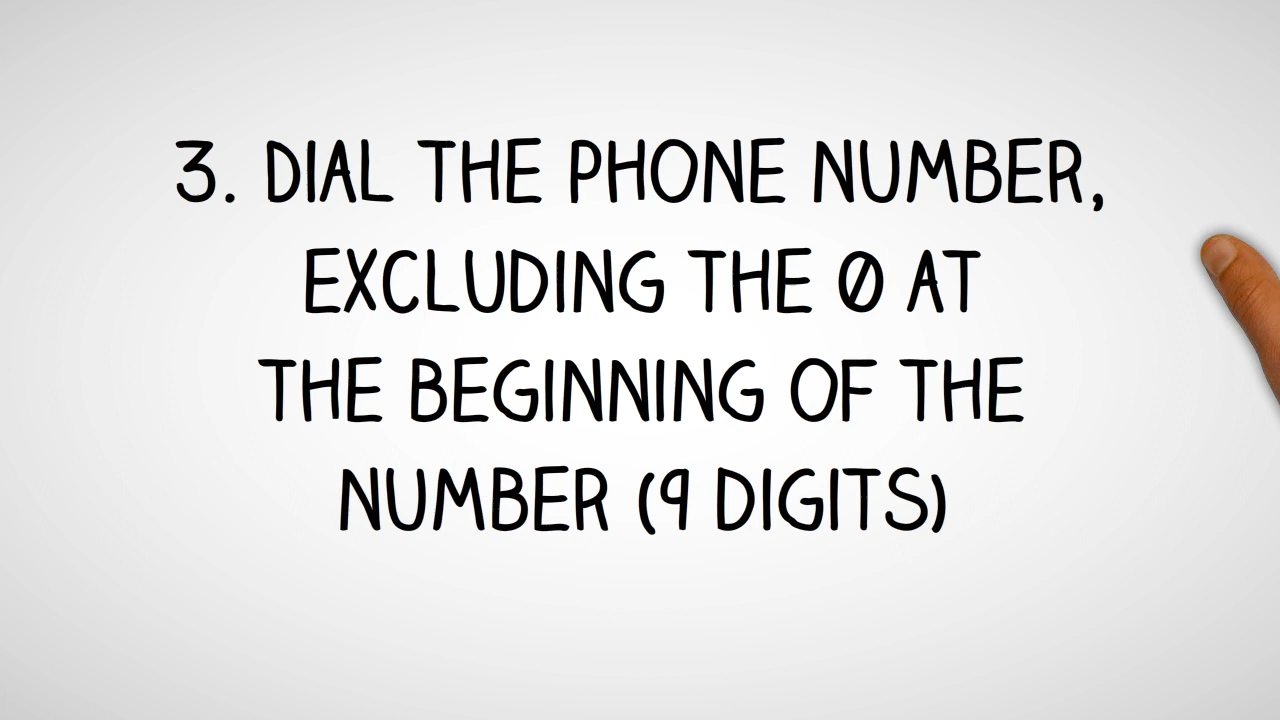 3. DIAL THE PHONE NUMBER,
EXCLUDING THE 0 AT
THE BEGINNING OF THE
NUMBER (9 DIGITS)